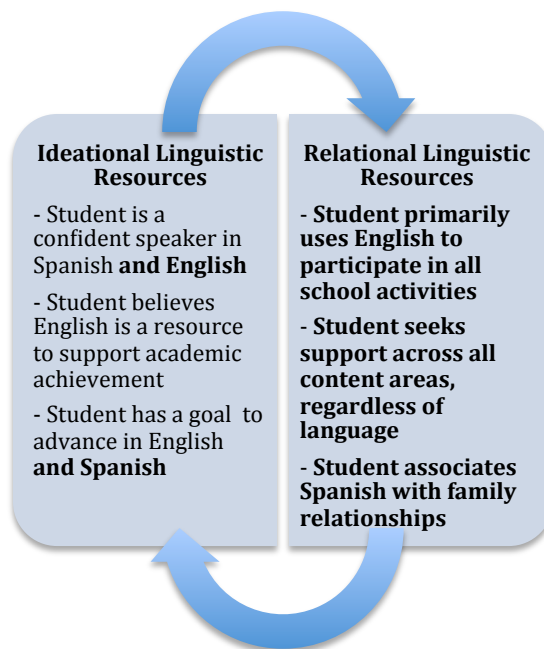 Ideational Linguistic
Resources
- Student is a
confident speaker in
Spanish and English
- Student believes
English is a resource
to support academic
achievement
- Student has a goal to
advance in English
and Spanish
Relational Linguistic
Resources
- Student primarily
uses English to
participate in all
school activities
- Student seeks
support across all
content areas,
regardless of
language
- Student associates
Spanish with family
relationships